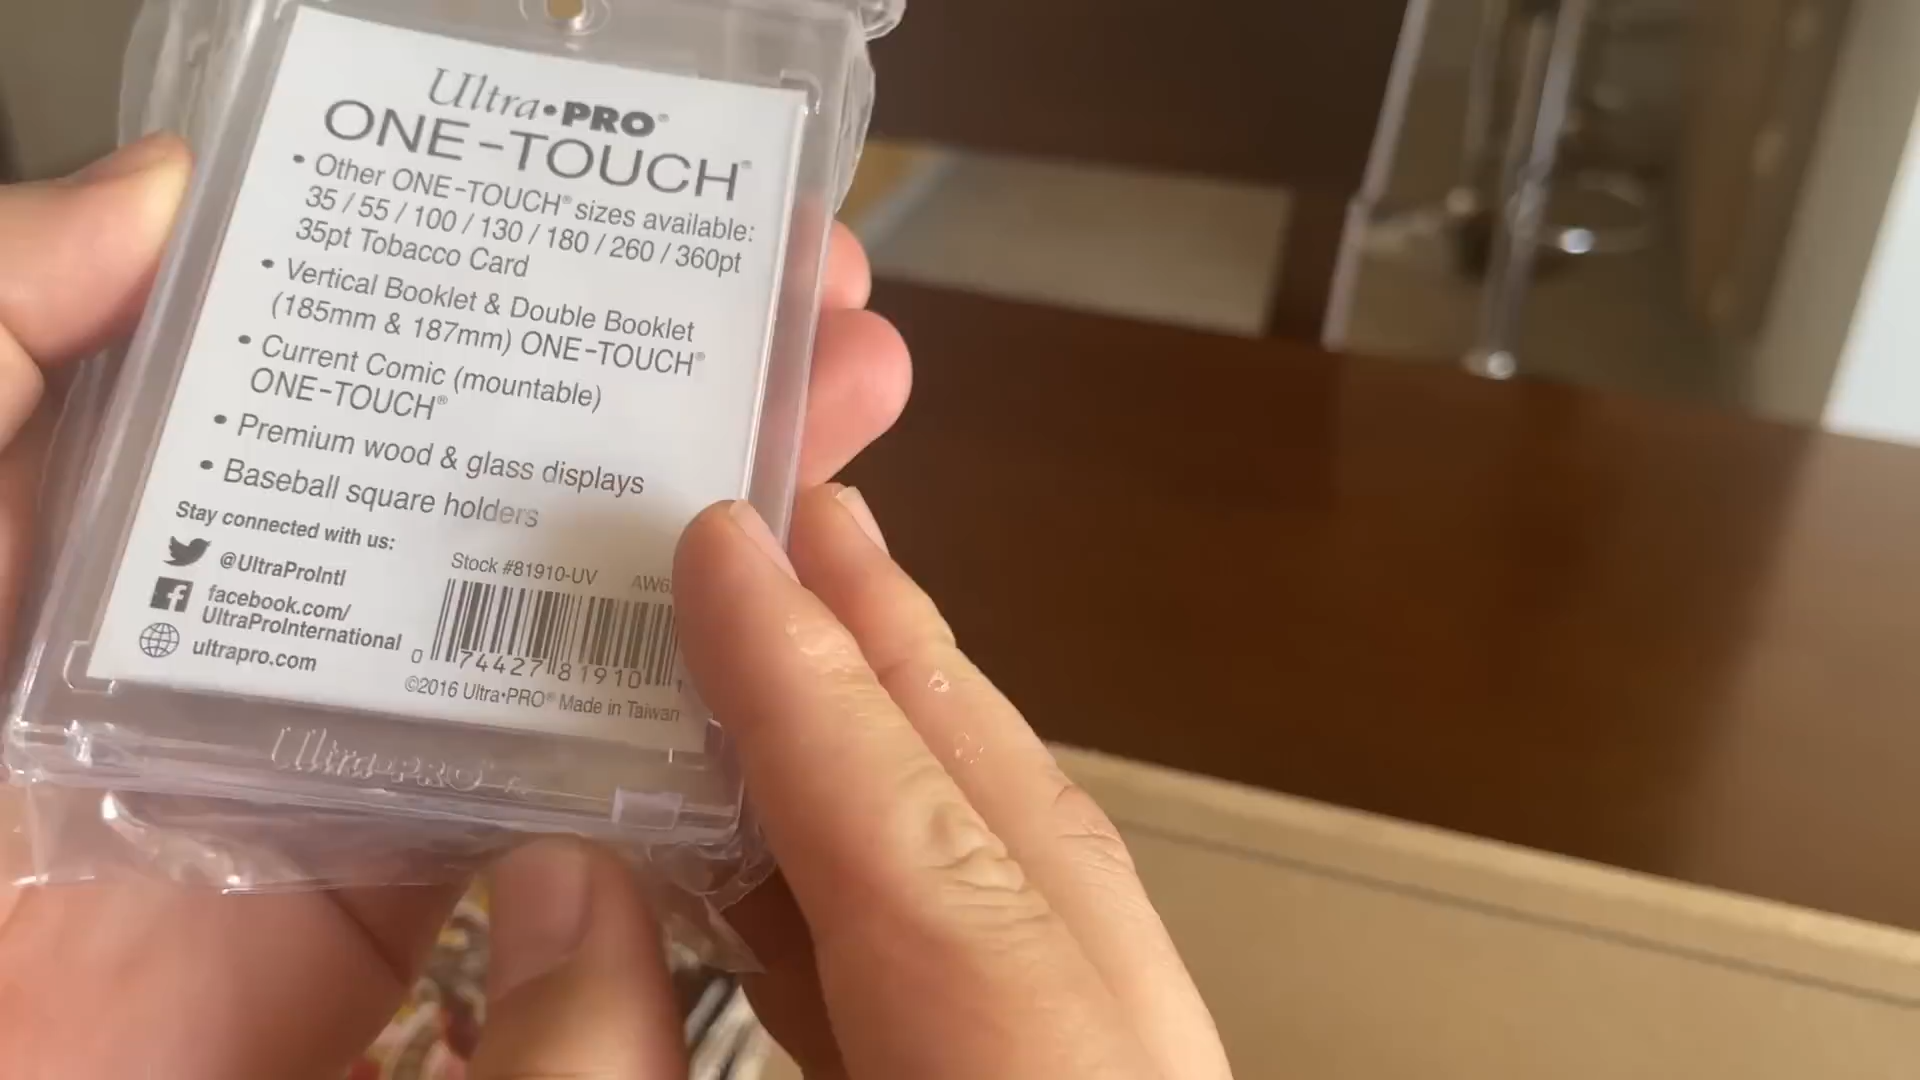 Ultra•PRO®
ONE-TOUCH®
• Other ONE-TOUCH® sizes available:
35 / 55 / 100 / 130 / 180 / 260 / 360pt
35pt Tobacco Card
• Vertical Booklet & Double Booklet
(185mm & 187mm) ONE-TOUCH®
• Current Comic (mountable)
ONE-TOUCH®
• Premium wood & glass displays
• Baseball square holders
Stay connected with us:
@UltraProIntl
facebook.com/
UltraProInternational
ultrapro.com
Stock #81910-UV
0 74427 81910 1
©2016 Ultra•PRO® Made in Taiwan
Ultra•PRO®